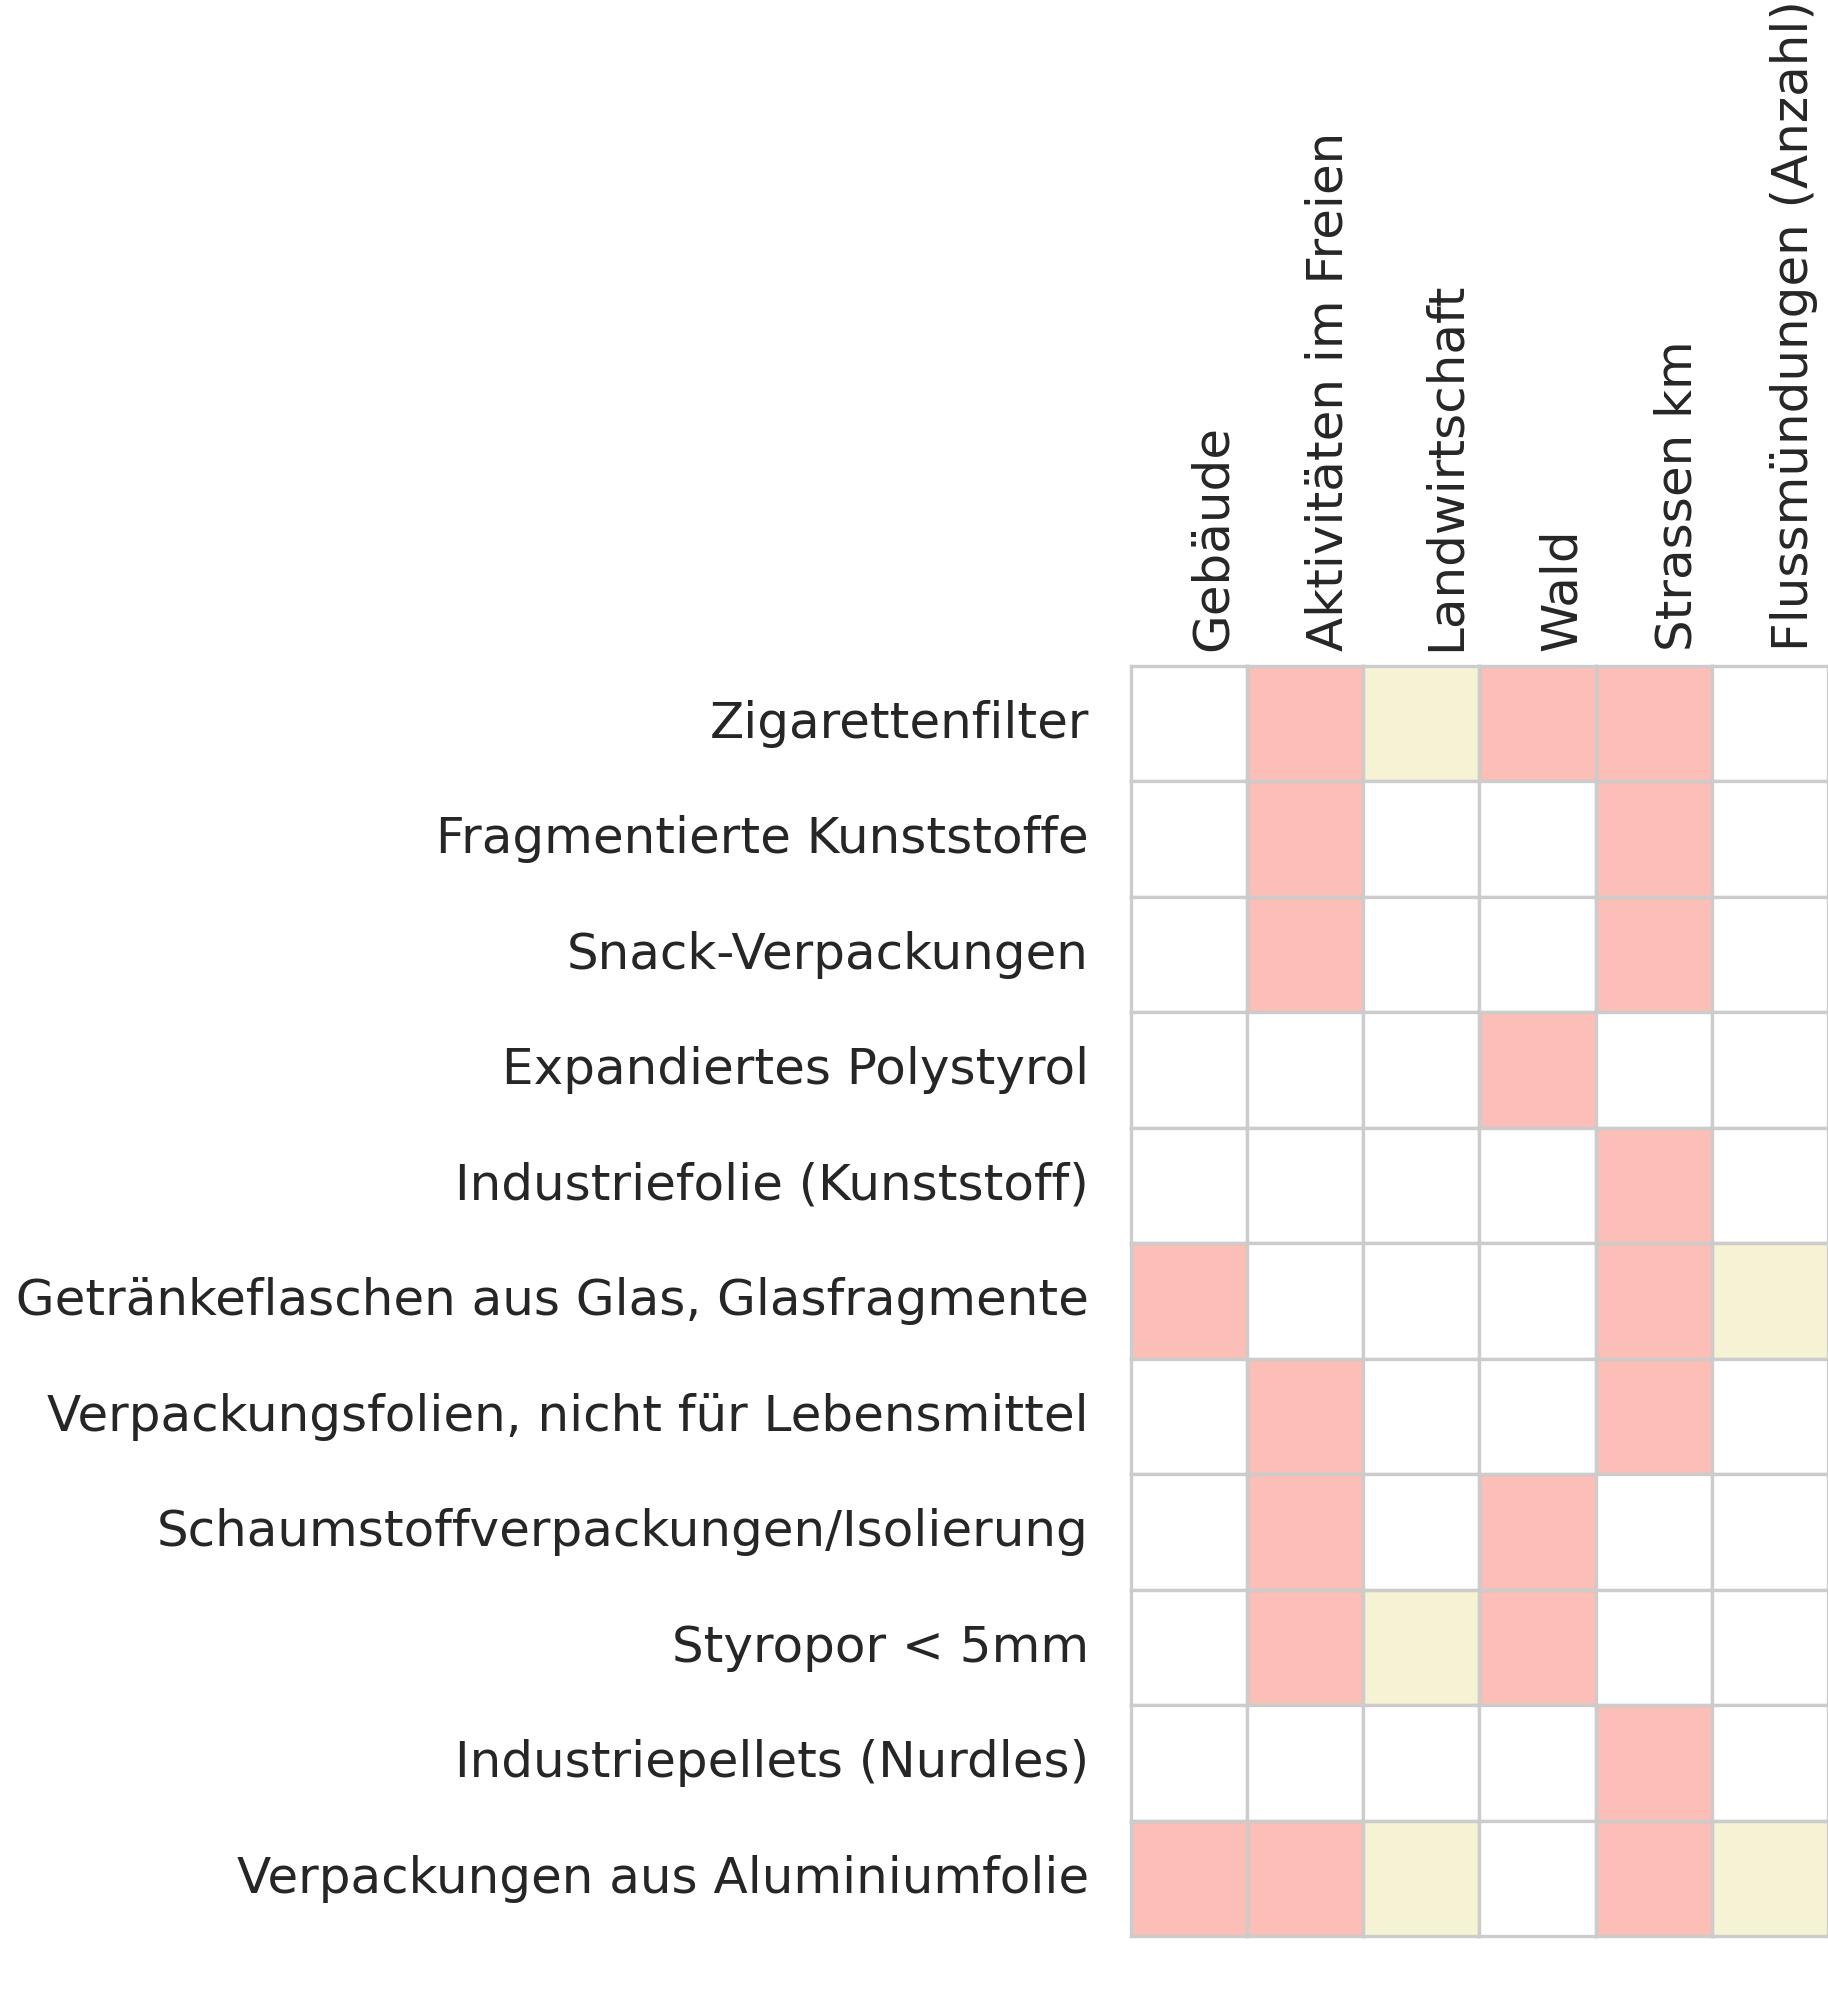 Gebäude
Aktivitäten im Freien
Landwirtschaft
Wald
Strassen km
Flussmündungen (Anzahl)
Zigarettenfilter
Fragmentierte Kunststoffe
Snack-Verpackungen
Expandiertes Polystyrol
Industriefolie (Kunststoff)
Getränkeflaschen aus Glas, Glasfragmente
Verpackungsfolien, nicht für Lebensmittel
Schaumstoffverpackungen/Isolierung
Styropor < 5mm
Industriepellets (Nurdles)
Verpackungen aus Aluminiumfolie